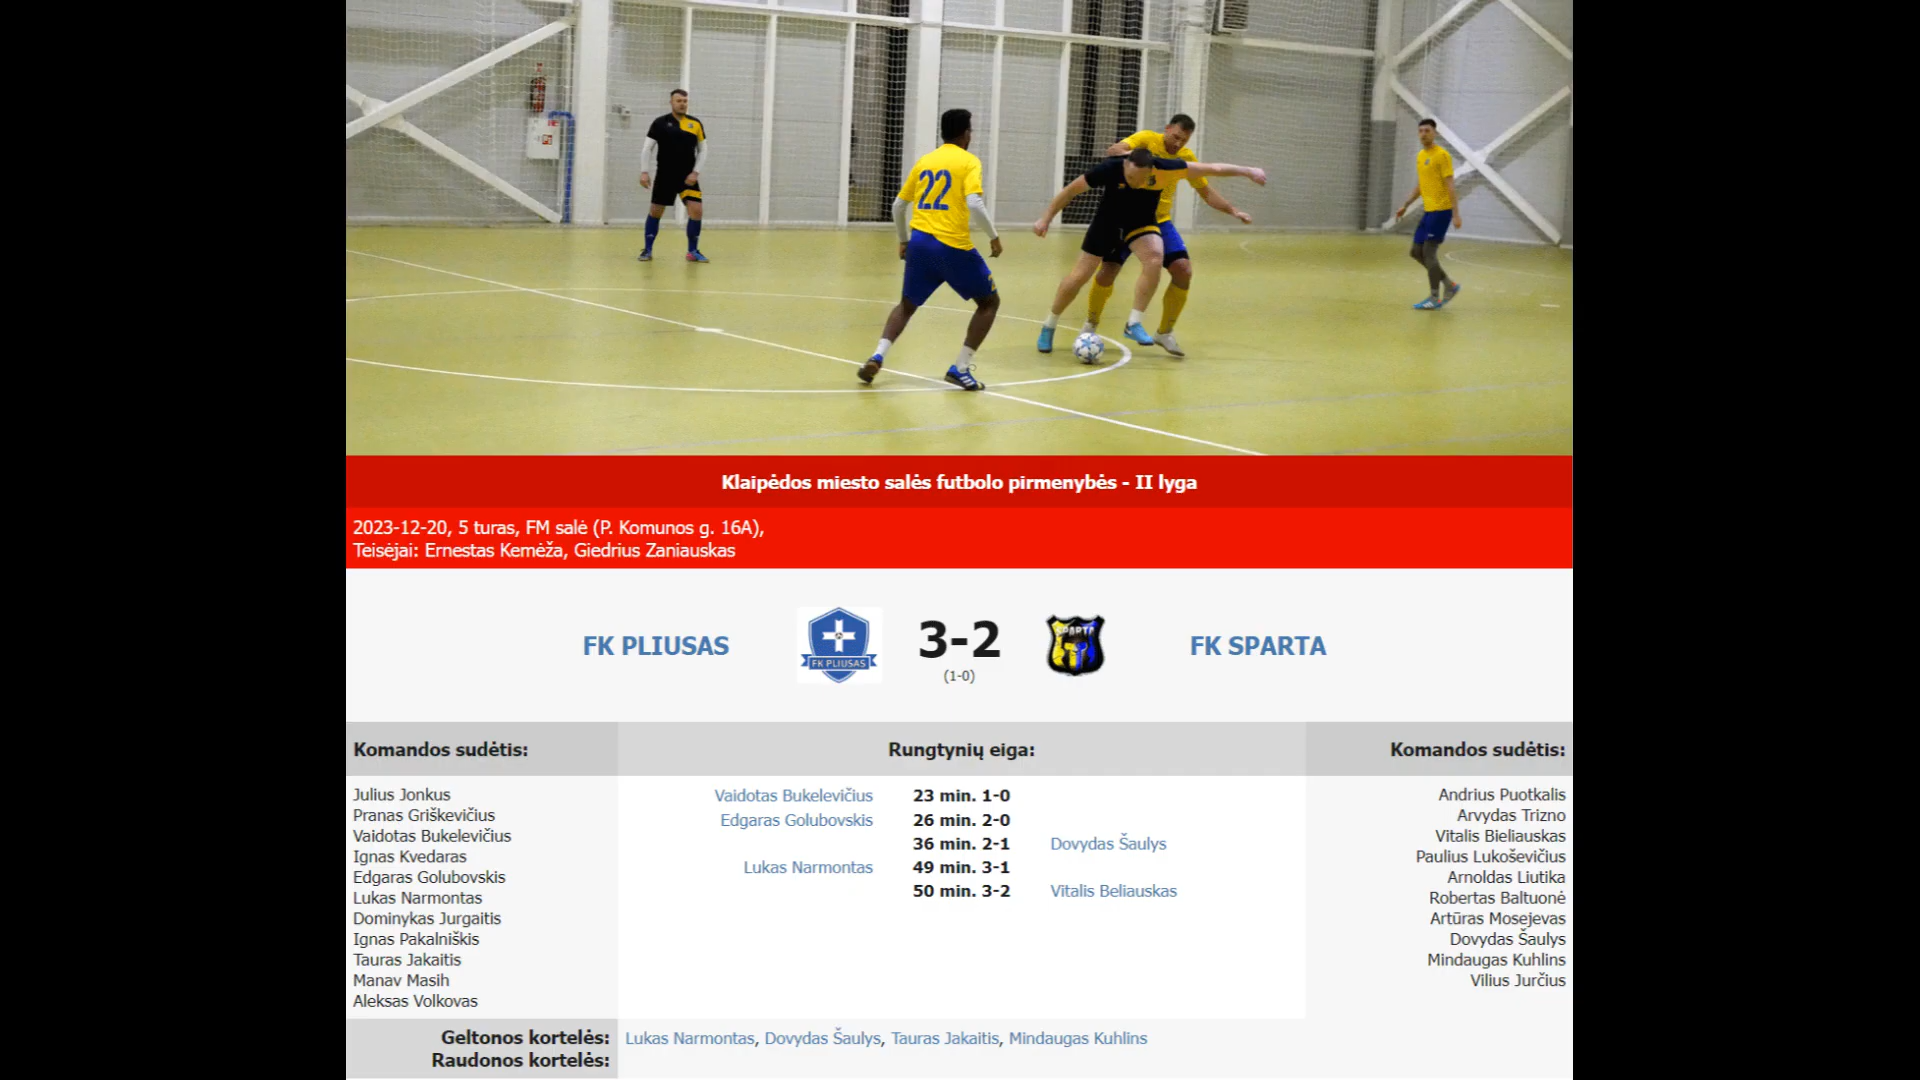 22
Klaipėdos miesto salės futbolo pirmenybės - II lyga
2023-12-20, 5 turas, FM salė (P. Komunos g. 16A),
Teisėjai: Ernestas Kemėža, Giedrius Zaniauskas
FK PLIUSAS
FK PLIUSAS
3-2
(1-0)
SPARTA
FK SPARTA
Komandos sudėtis:
Julius Jonkus
Pranas Griškevičius
Vaidotas Bukelevičius
Ignas Kvedaras
Edgaras Golubovskis
Lukas Narmontas
Dominykas Jurgaitis
Ignas Pakalniškis
Tauras Jakaitis
Manav Masih
Aleksas Volkovas
Rungtynių eiga:
Vaidotas Bukelevičius 23 min. 1-0
Edgaras Golubovskis 26 min. 2-0
36 min. 2-1 Dovydas Šaulys
Lukas Narmontas 49 min. 3-1
50 min. 3-2 Vitalis Beliauskas
Komandos sudėtis:
Andrius Puotkalis
Arvydas Trizno
Vitalis Bieliauskas
Paulius Lukoševičius
Arnoldas Liutika
Robertas Baltuonė
Artūras Mosejevas
Dovydas Šaulys
Mindaugas Kuhlins
Vilius Jurčius
Geltonos kortelės: Lukas Narmontas, Dovydas Šaulys, Tauras Jakaitis, Mindaugas Kuhlins
Raudonos kortelės: